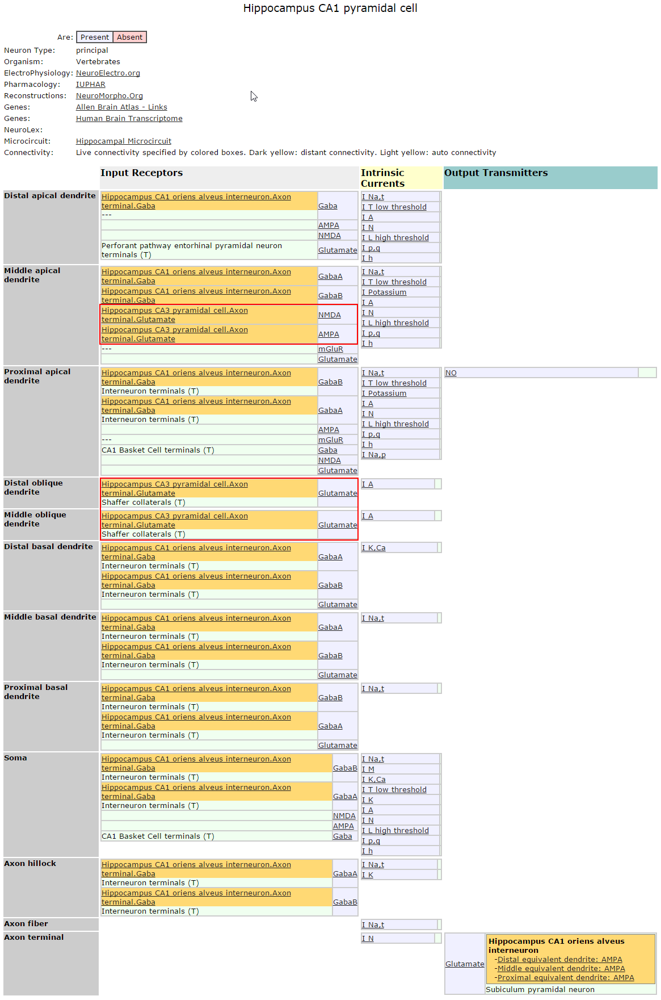 Hippocampus CA1 pyramidal cell
Are: Present Absent
Neuron Type: principal
Organism: Vertebrates
ElectroPhysiology: NeuroElectro.org
Pharmacology: IUPHAR
Reconstructions: NeuroMorpho.Org
Genes: Allen Brain Atlas - Links
Genes: Human Brain Transcriptome
NeuroLex:
Microcircuit: Hippocampal Microcircuit
Connectivity: Live connectivity specified by colored boxes. Dark yellow: distant connectivity. Light yellow: auto connectivity
Input Receptors
Intrinsic
Currents
Output Transmitters
Distal apical dendrite
Hippocampus CA1 oriens alveus interneuron.Axon
terminal.Gaba
---
Gaba
AMPA
NMDA
Perforant pathway entorhinal pyramidal neuron
terminals (T)
Glutamate
I Na,t
I T low threshold
I A
I N
I L high threshold
I p,q
I h
Middle apical
dendrite
Hippocampus CA1 oriens alveus interneuron.Axon
terminal.Gaba
GabaA
Hippocampus CA1 oriens alveus interneuron.Axon
terminal.Gaba
GabaB
Hippocampus CA3 pyramidal cell.Axon
terminal.Glutamate
NMDA
Hippocampus CA3 pyramidal cell.Axon
terminal.Glutamate
AMPA
--- mGluR
Glutamate
I Na,t
I T low threshold
I Potassium
I A
I N
I L high threshold
I p,q
I h
Proximal apical
dendrite
Hippocampus CA1 oriens alveus interneuron.Axon
terminal.Gaba
Interneuron terminals (T)
GabaB
Hippocampus CA1 oriens alveus interneuron.Axon
terminal.Gaba
Interneuron terminals (T)
GabaA
AMPA
--- mGluR
CA1 Basket Cell terminals (T) Gaba
NMDA
Glutamate
I Na,t
I T low threshold
I Potassium
I A
I N
I L high threshold
I p,q
I h
I Na,p
NO
Distal oblique
dendrite
Hippocampus CA3 pyramidal cell.Axon
terminal.Glutamate
Shaffer collaterals (T)
Glutamate
I A
Middle oblique
dendrite
Hippocampus CA3 pyramidal cell.Axon
terminal.Glutamate
Shaffer collaterals (T)
Glutamate
I A
Distal basal dendrite
Hippocampus CA1 oriens alveus interneuron.Axon
terminal.Gaba
Interneuron terminals (T)
GabaA
Hippocampus CA1 oriens alveus interneuron.Axon
terminal.Gaba
Interneuron terminals (T)
GabaB
Glutamate
I K,Ca
Middle basal dendrite
Hippocampus CA1 oriens alveus interneuron.Axon
terminal.Gaba
Interneuron terminals (T)
GabaA
Hippocampus CA1 oriens alveus interneuron.Axon
terminal.Gaba
Interneuron terminals (T)
GabaB
Glutamate
I Na,t
Proximal basal
dendrite
Hippocampus CA1 oriens alveus interneuron.Axon
terminal.Gaba
Interneuron terminals (T)
GabaB
Hippocampus CA1 oriens alveus interneuron.Axon
terminal.Gaba
Interneuron terminals (T)
GabaA
Glutamate
I Na,t
Soma
Hippocampus CA1 oriens alveus interneuron.Axon
terminal.Gaba
Interneuron terminals (T)
GabaB
Hippocampus CA1 oriens alveus interneuron.Axon
terminal.Gaba
Interneuron terminals (T)
GabaA
NMDA
AMPA
CA1 Basket Cell terminals (T) Gaba
I Na,t
I M
I K,Ca
I T low threshold
I K
I A
I N
I L high threshold
I p,q
I h
Axon hillock
Hippocampus CA1 oriens alveus interneuron.Axon
terminal.Gaba
Interneuron terminals (T)
GabaA
Hippocampus CA1 oriens alveus interneuron.Axon
terminal.Gaba
Interneuron terminals (T)
GabaB
I Na,t
I K
Axon fiber
I Na,t
Axon terminal
I N
Glutamate
Hippocampus CA1 oriens alveus
interneuron
-Distal equivalent dendrite: AMPA
-Middle equivalent dendrite: AMPA
-Proximal equivalent dendrite: AMPA
Subiculum pyramidal neuron